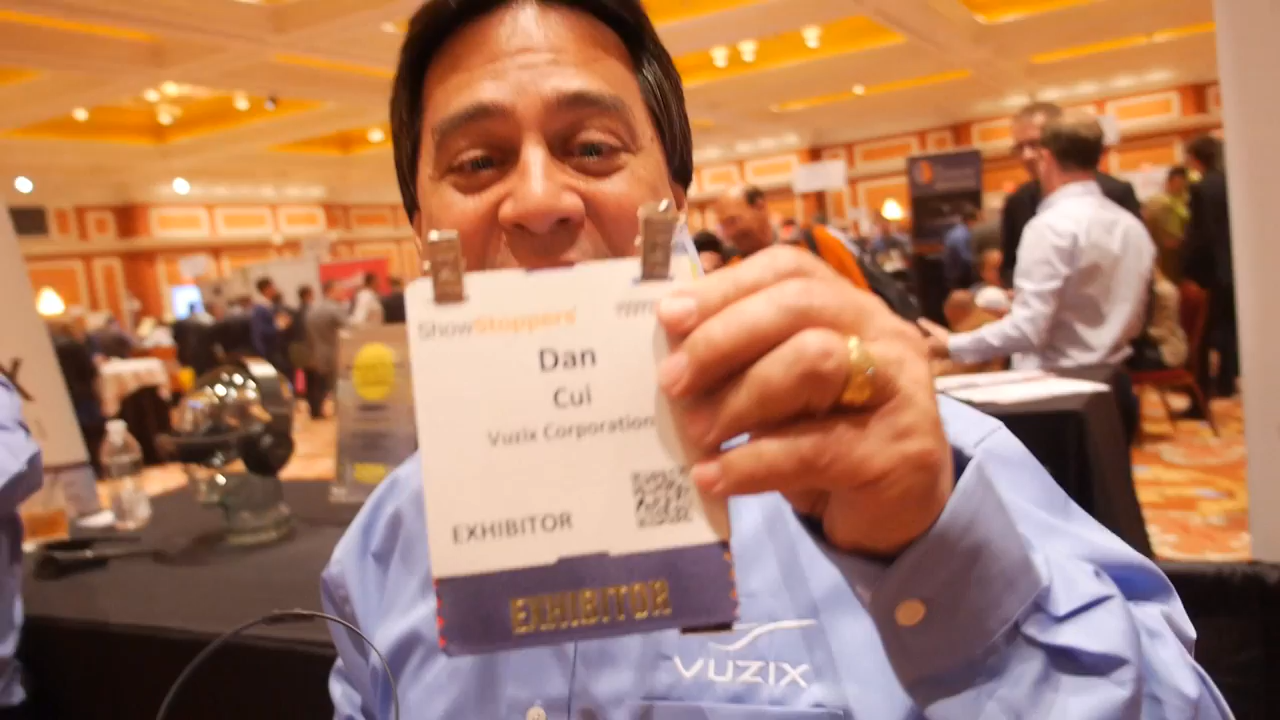 ShowStoppers
Dan
Cui
Vuzix Corporation
EXHIBITOR
EXHIBITOR
VUZIX